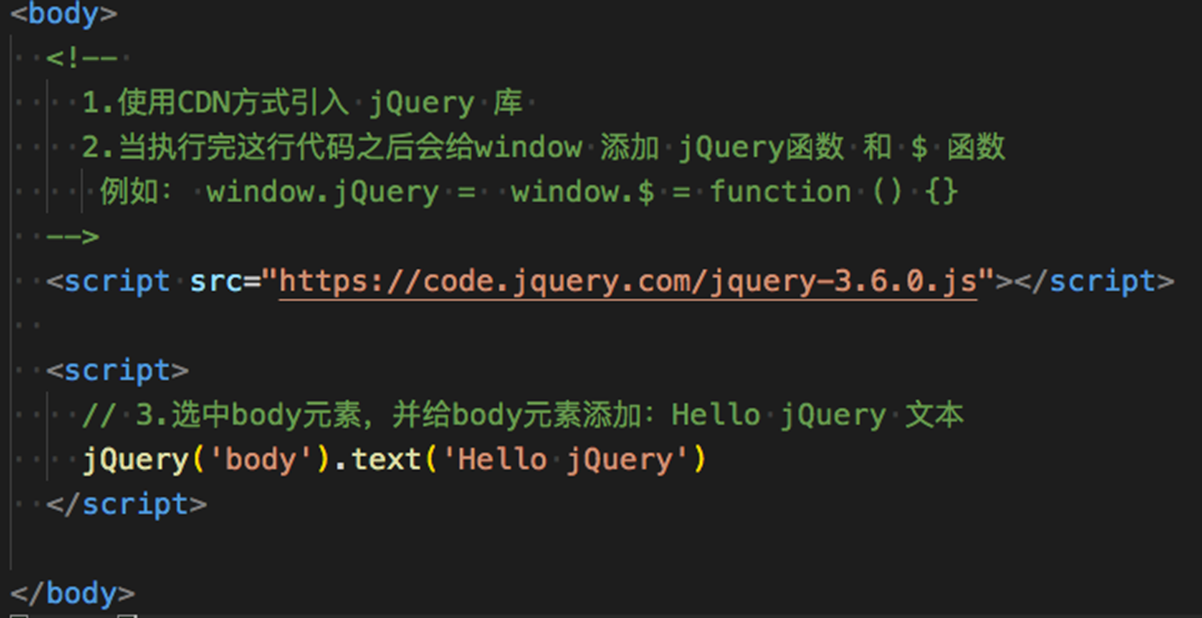 <body>
<!--
1.使用CDN方式引入 jQuery 库
2.当执行完这行代码之后会给window 添加 jQuery函数 和 $ 函数
例如： window.jQuery =  window.$ = function () {}
-->
<script src="https://code.jquery.com/jquery-3.6.0.js"></script>
<script>
// 3.选中body元素，并给body元素添加：Hello jQuery 文本
jQuery('body').text('Hello jQuery')
</script>
</body>